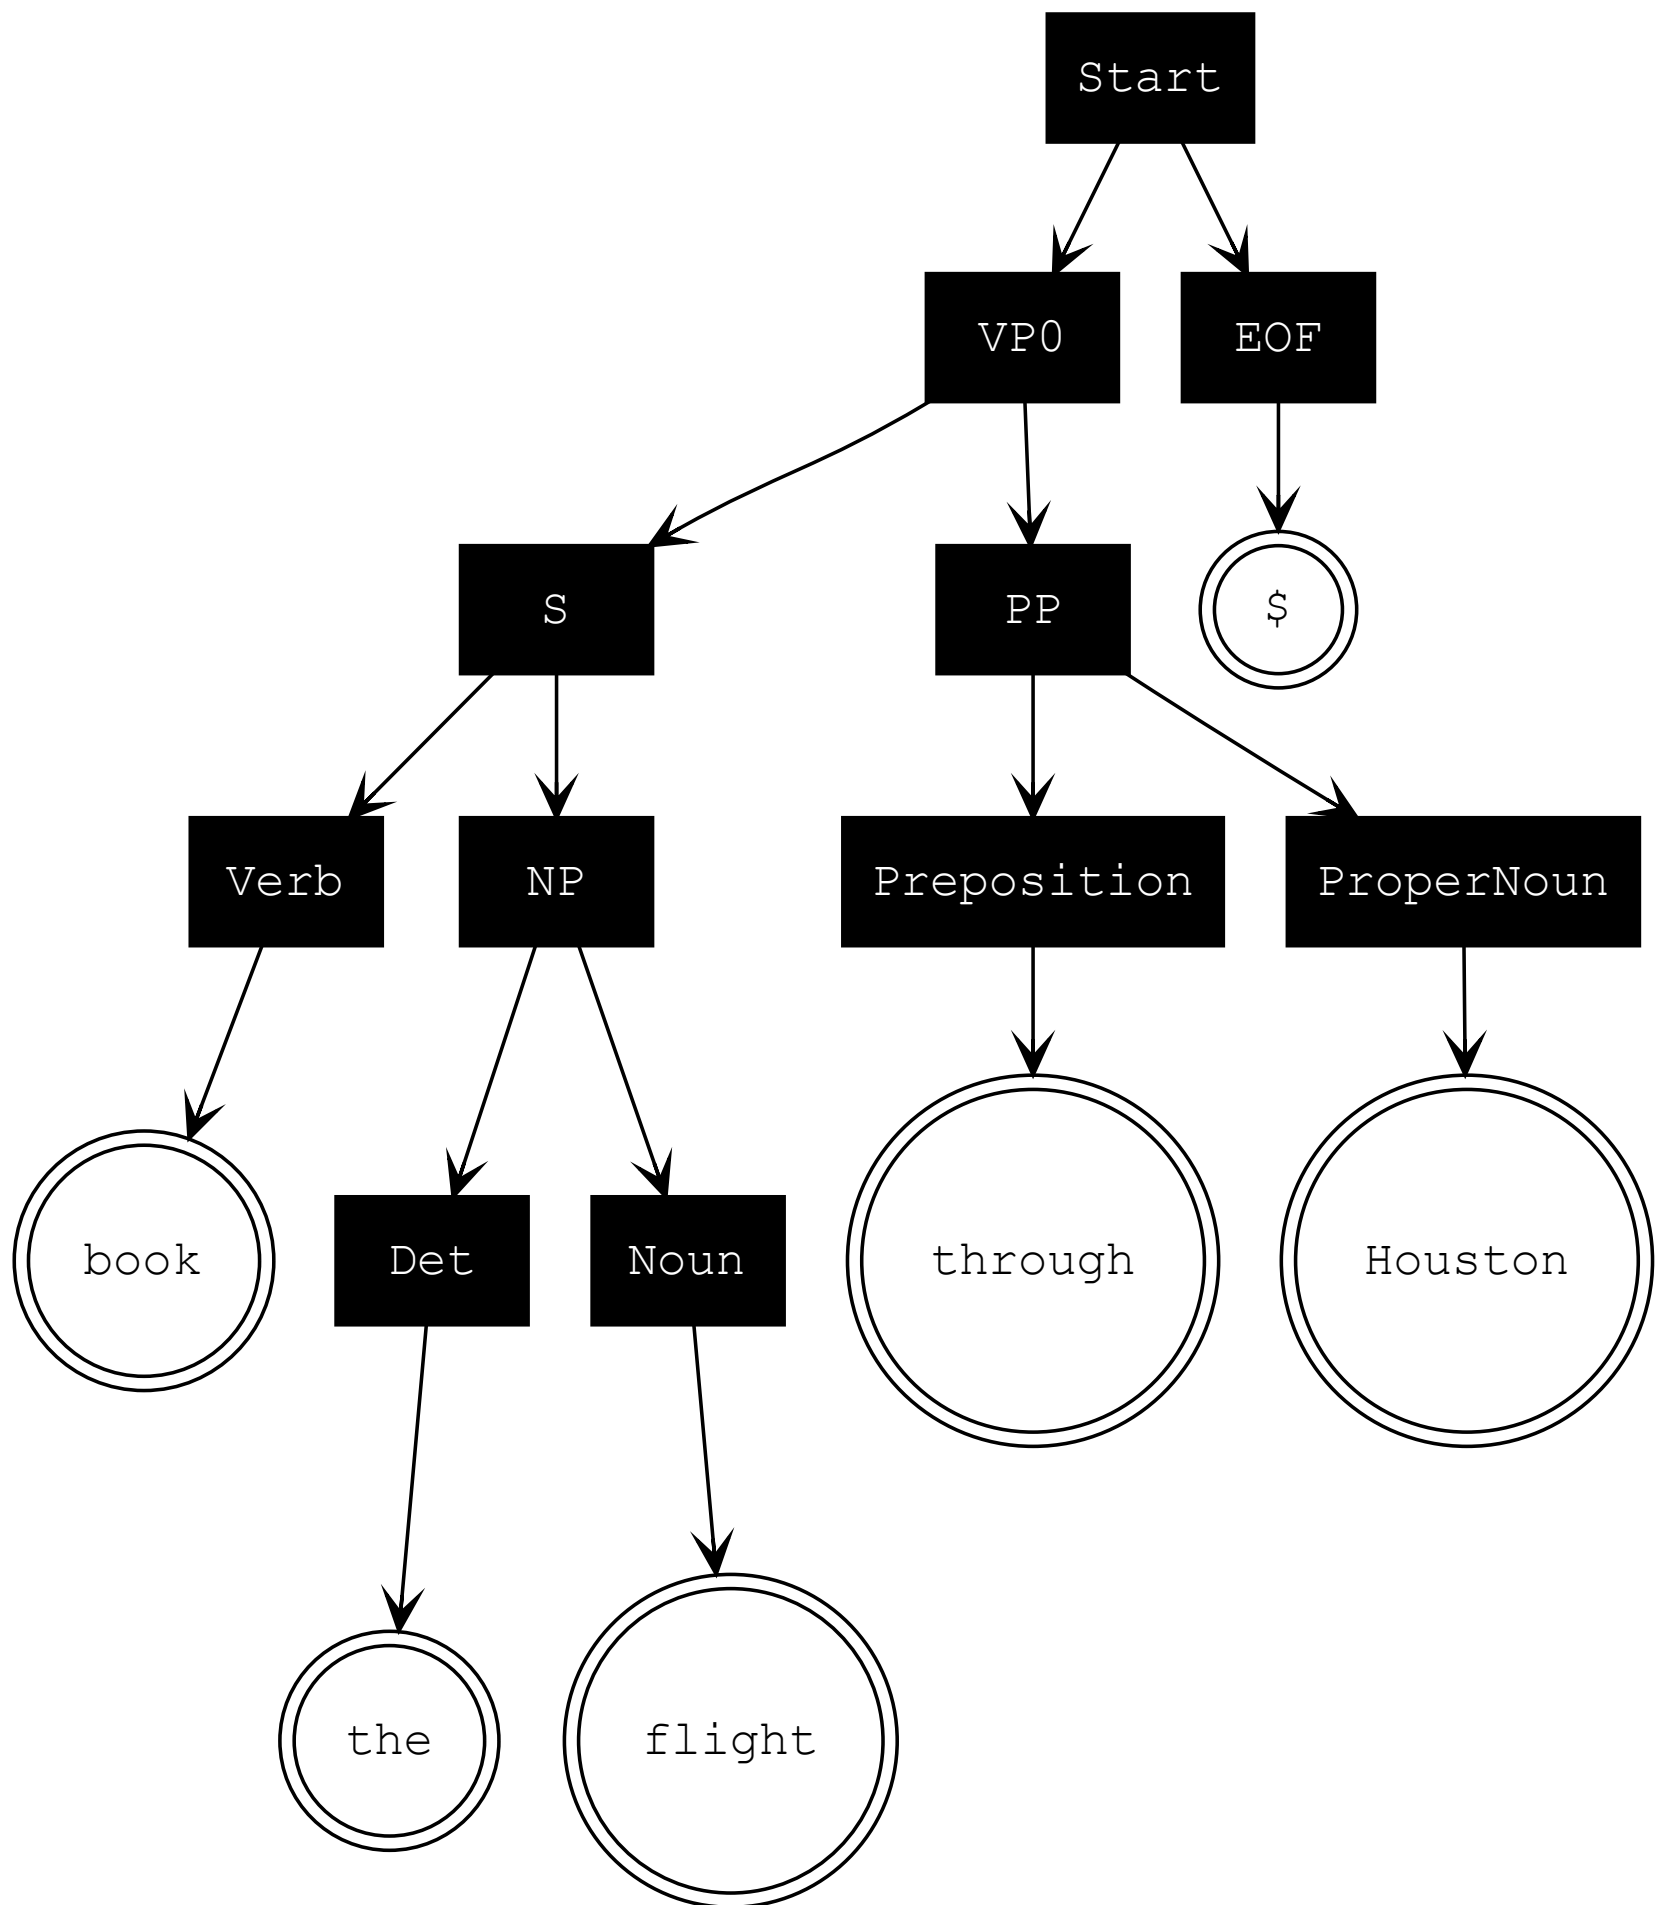 Start
VP0
EOF
S
PP
$
Verb
NP
Preposition
ProperNoun
book
Det
Noun
through
Houston
the
flight